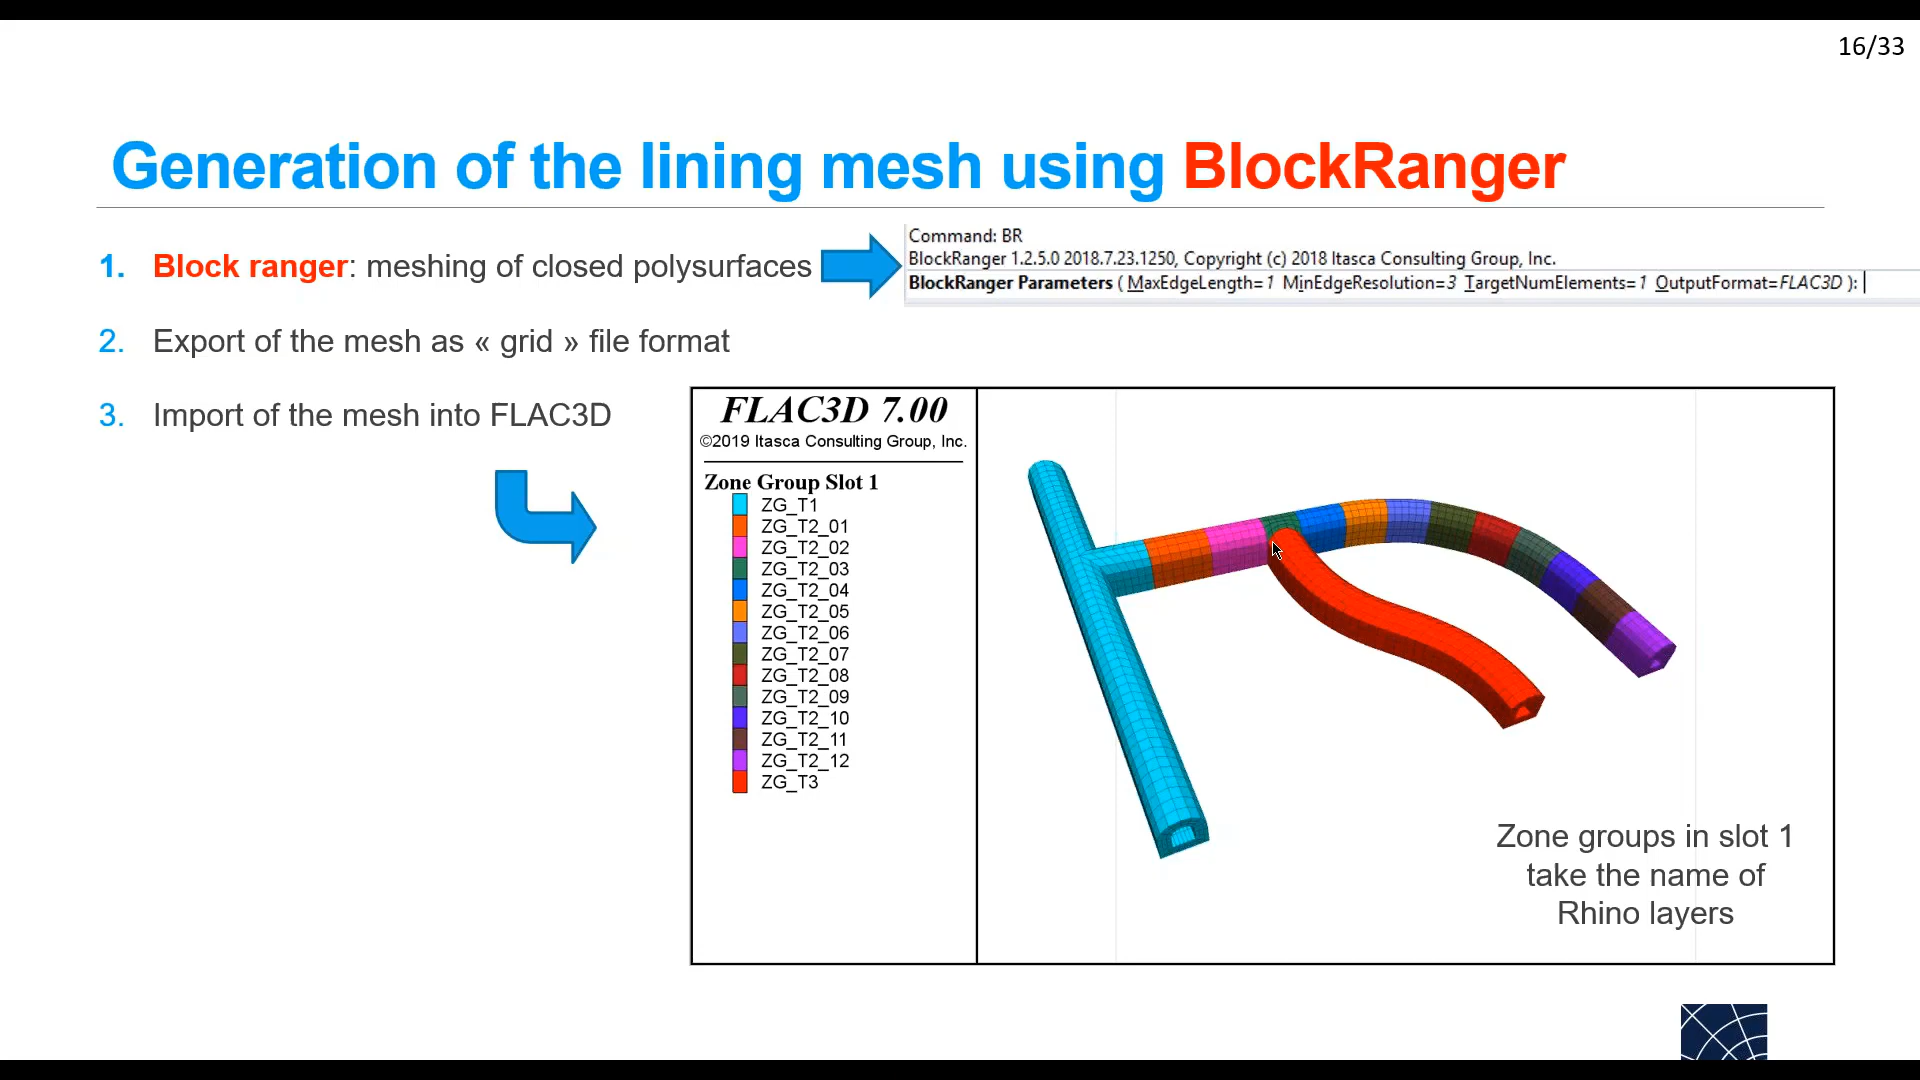 16/33
Generation of the lining mesh using BlockRanger
1. Block ranger: meshing of closed polysurfaces
Command: BR
BlockRanger 1.2.5.0 2018.7.23.1250, Copyright (c) 2018 Itasca Consulting Group, Inc.
BlockRanger Parameters ( MaxEdgeLength=1 MinEdgeResolution=3 TargetNumElements=1 OutputFormat=FLAC3D ):
2. Export of the mesh as « grid » file format
3. Import of the mesh into FLAC3D
FLAC3D 7.00
©2019 Itasca Consulting Group, Inc.
Zone Group Slot 1
ZG_T1
ZG_T2_01
ZG_T2_02
ZG_T2_03
ZG_T2_04
ZG_T2_05
ZG_T2_06
ZG_T2_07
ZG_T2_08
ZG_T2_09
ZG_T2_10
ZG_T2_11
ZG_T2_12
ZG_T3
Zone groups in slot 1
take the name of
Rhino layers